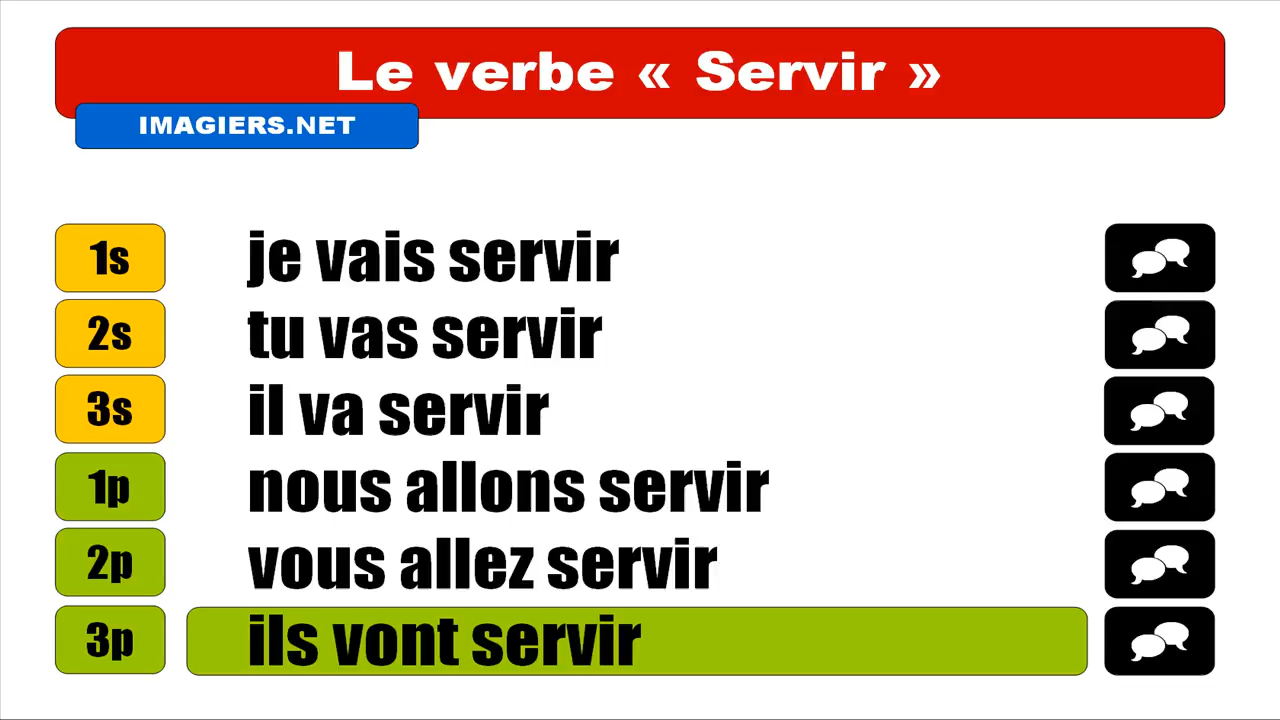 Le verbe « Servir »
IMAGIERS.NET
1s je vais servir
2s tu vas servir
3s il va servir
1p nous allons servir
2p vous allez servir
3p ils vont servir